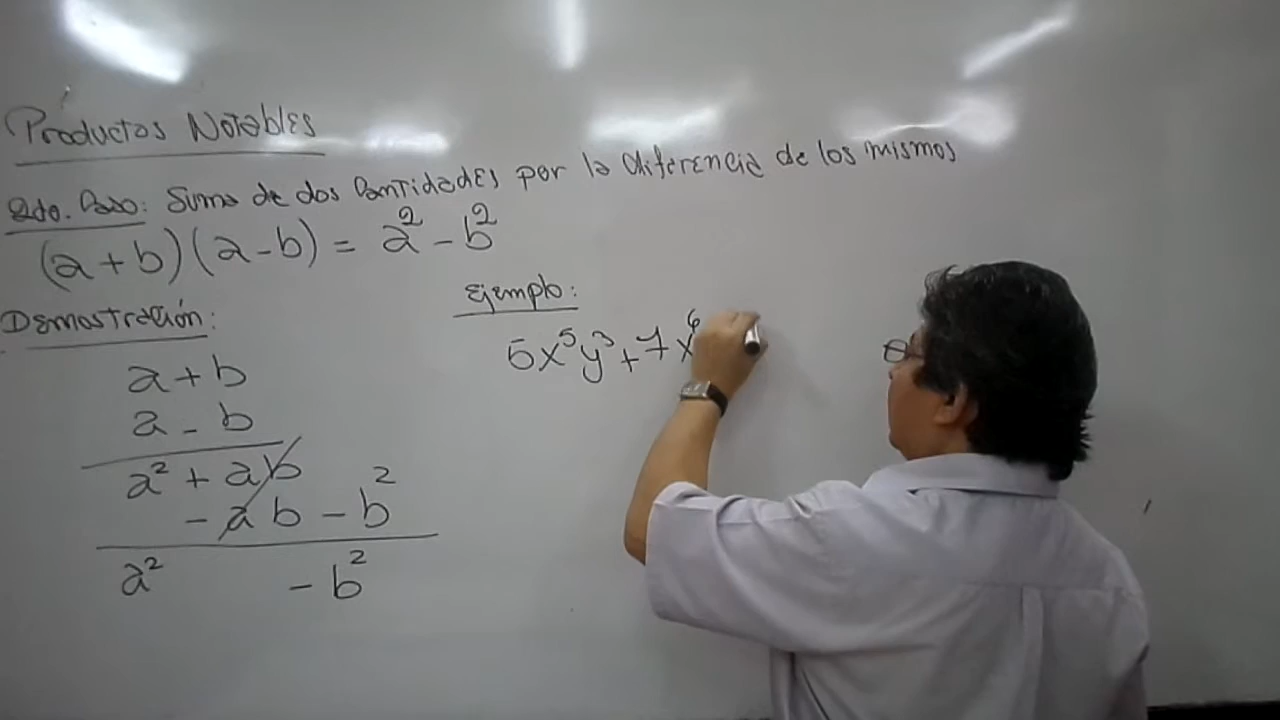 Productos Notables
2do. Caso: Suma de dos Cantidades por la diferencia de los mismos
(a+b)(a-b) = a² - b²
Demostración:
a + b
a - b
a² + ab
- ab - b²
a² - b²
Ejemplo:
5x⁵y³+7x⁶